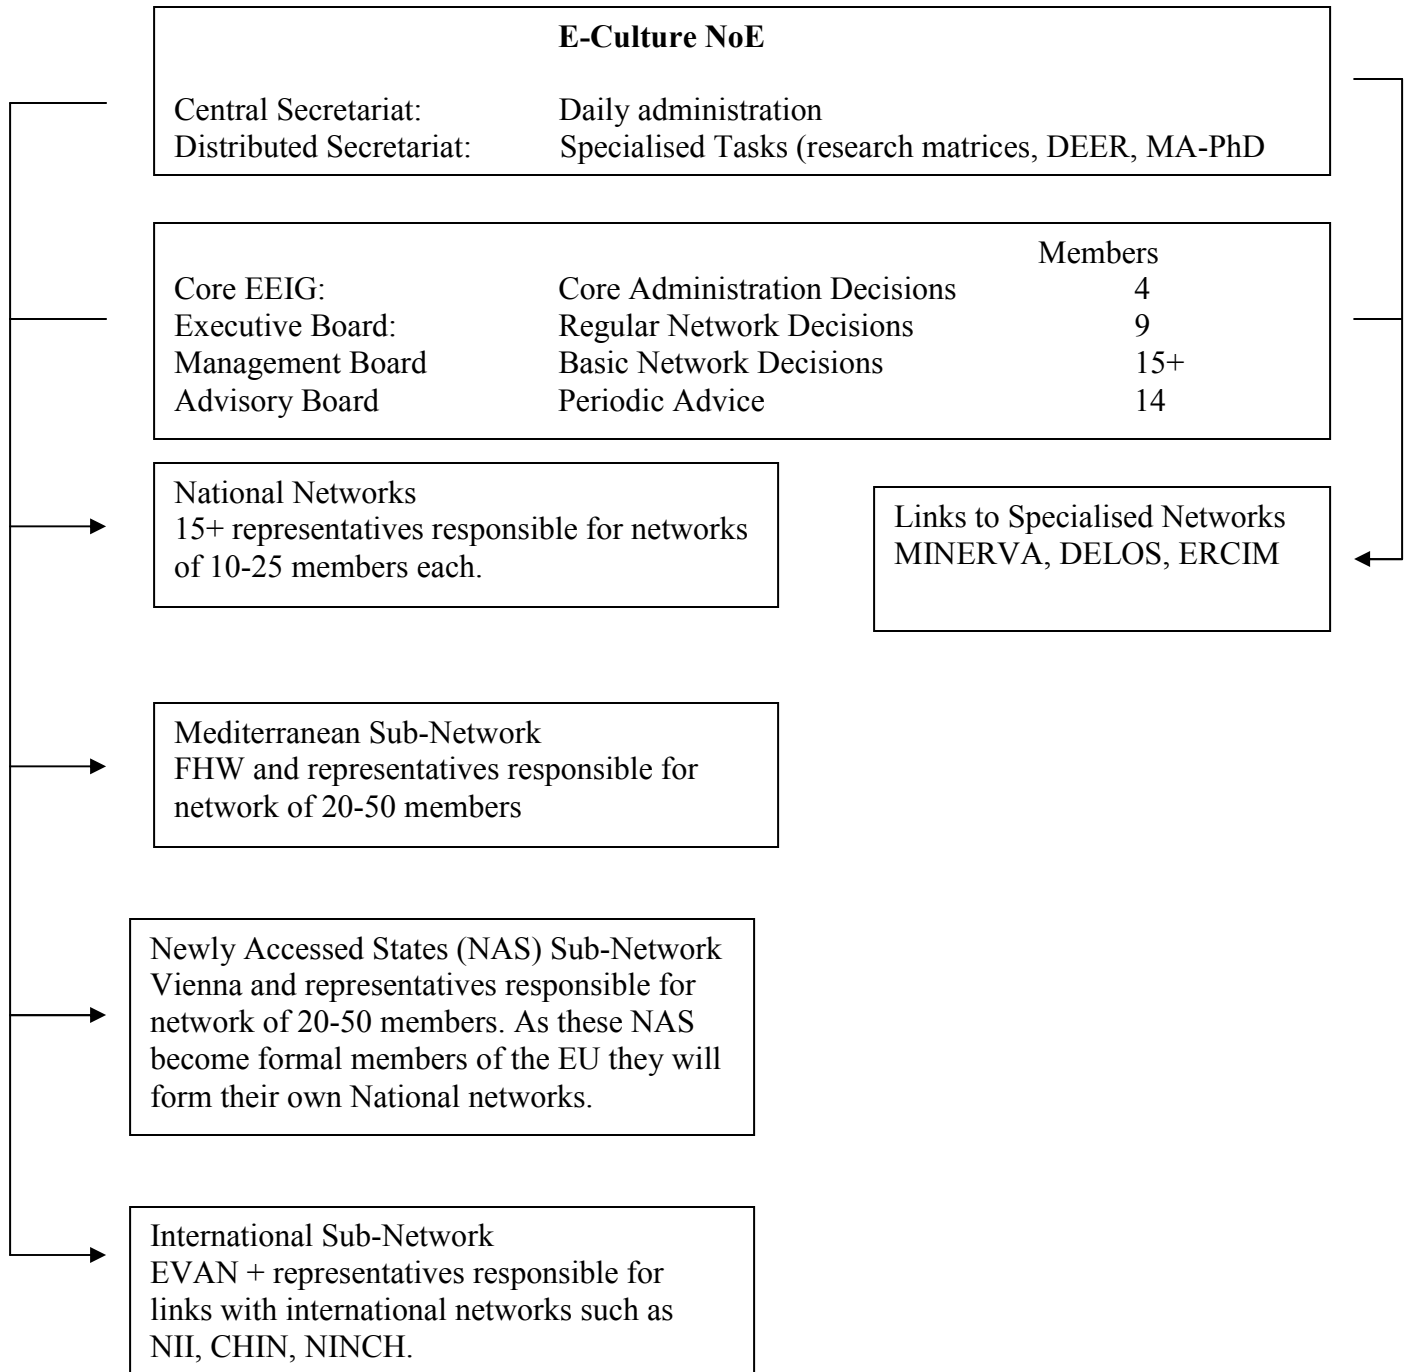 E-Culture NoE
Central Secretariat: Daily administration
Distributed Secretariat: Specialised Tasks (research matrices, DEER, MA-PhD
Members
Core EEIG: Core Administration Decisions 4
Executive Board: Regular Network Decisions 9
Management Board Basic Network Decisions 15+
Advisory Board Periodic Advice 14
National Networks
15+ representatives responsible for networks
of 10-25 members each.
Links to Specialised Networks
MINERVA, DELOS, ERCIM
Mediterranean Sub-Network
FHW and representatives responsible for
network of 20-50 members
Newly Accessed States (NAS) Sub-Network
Vienna and representatives responsible for
network of 20-50 members. As these NAS
become formal members of the EU they will
form their own National networks.
International Sub-Network
EVAN + representatives responsible for
links with international networks such as
NII, CHIN, NINCH.